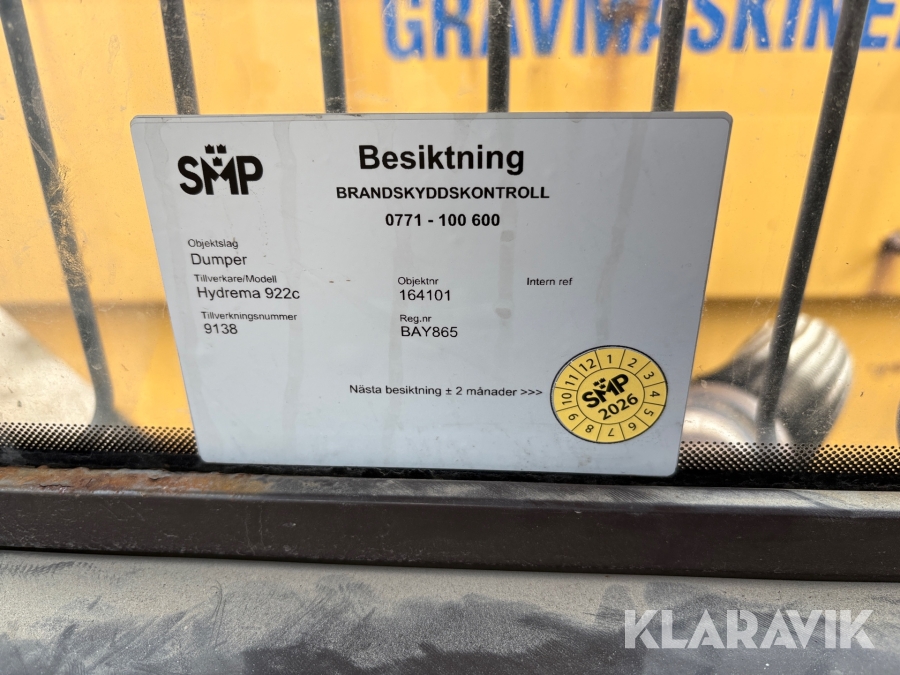 GRÄVMASKINE
SMP
Besiktning
BRANDSKYDDSKONTROLL
0771 - 100 600
Objektslag
Dumper
Tillverkare/Modell
Hydrema 922c
Objektnr
164101
Intern ref
Tillverkningsnummer
9138
Reg.nr
BAY865
Nästa besiktning ± 2 månader >>>
12 1 2 3 4 5 6 7 8 9 10 11
SMP
2026
KLARAVIK